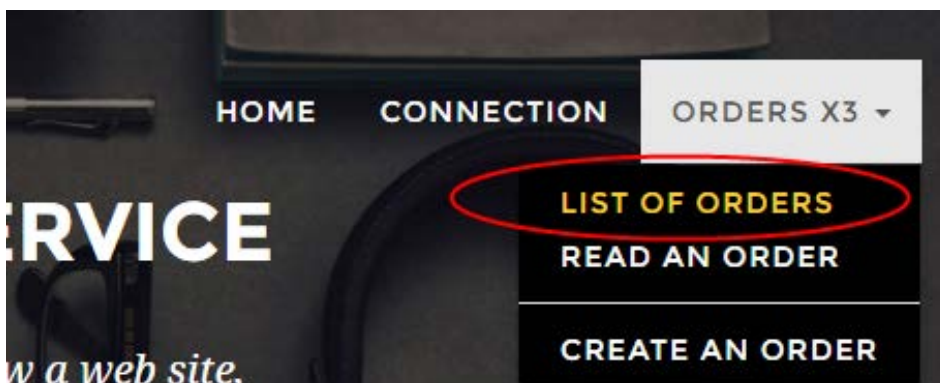 HOME CONNECTION ORDERS X3
LIST OF ORDERS
ERVICE
READ AN ORDER
CREATE AN ORDER
w a web site,